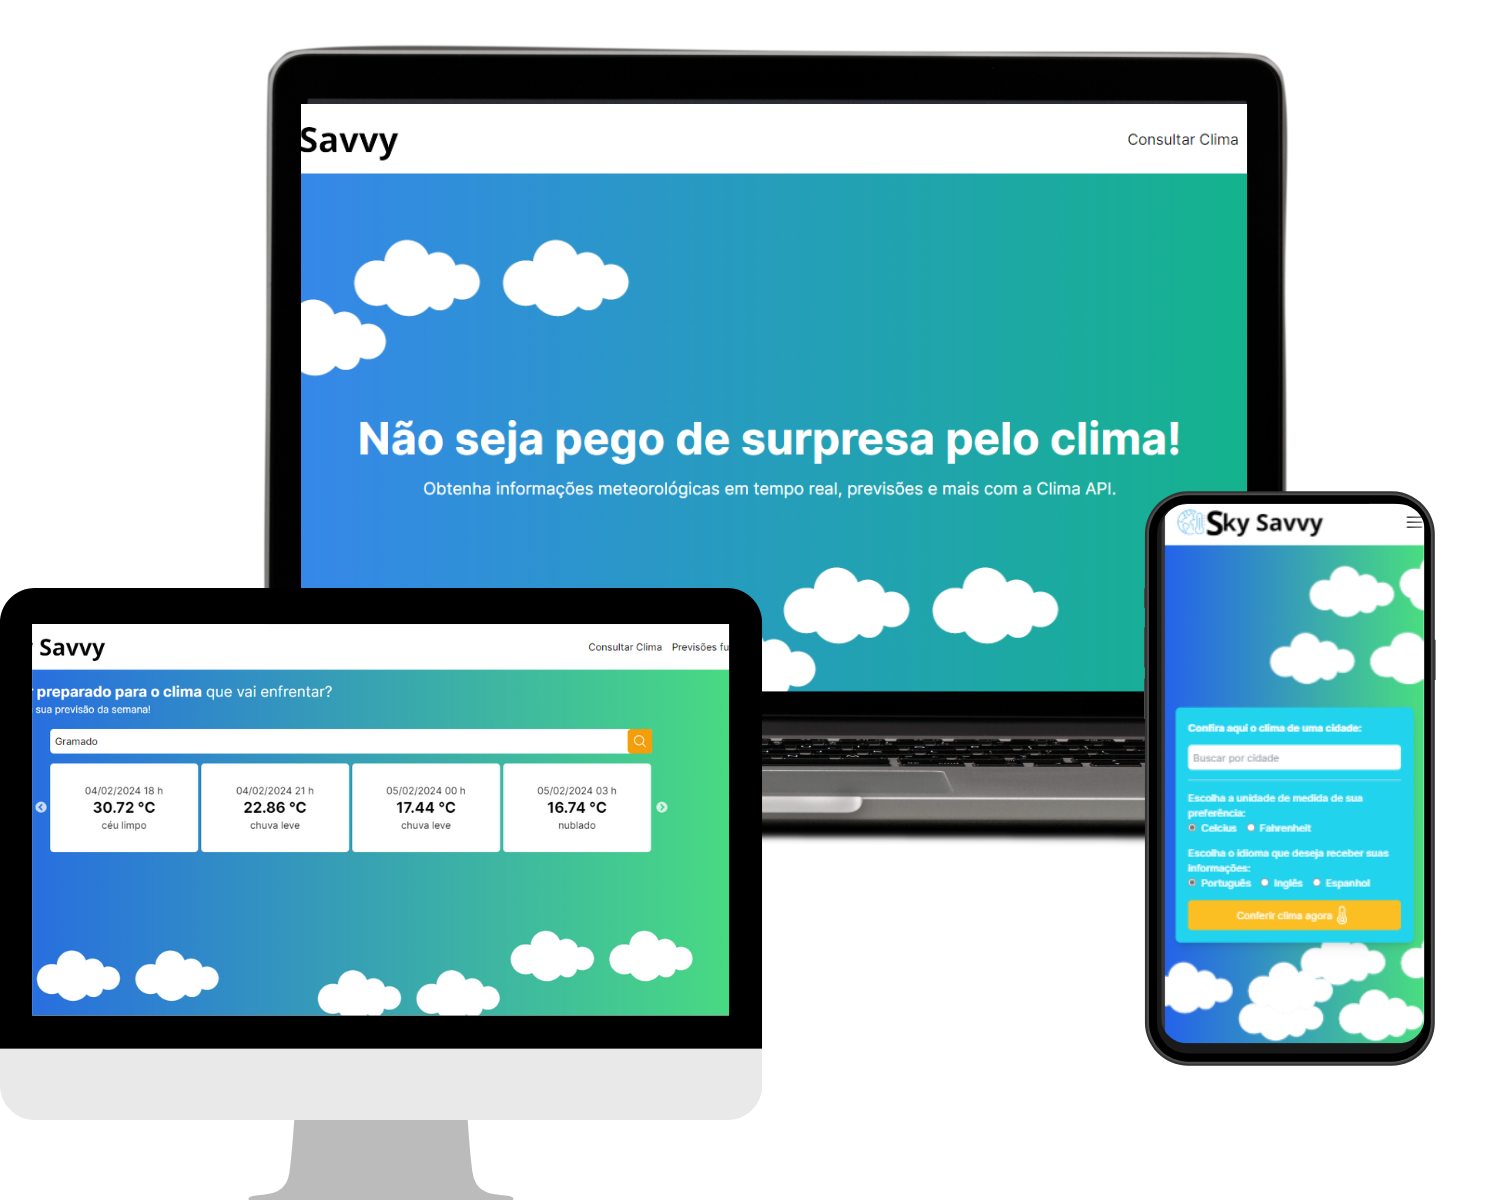 Savvy
Consultar Clima
Não seja pego de surpresa pelo clima!
Obtenha informações meteorológicas em tempo real, previsões e mais com a Clima API.
Savvy
Consultar Clima Previsões fu
preparado para o clima que vai enfrentar?
sua previsão da semana!
Gramado
04/02/2024 18 h
30.72 °C
céu limpo
04/02/2024 21 h
22.86 °C
chuva leve
05/02/2024 00 h
17.44 °C
chuva leve
05/02/2024 03 h
16.74 °C
nublado
Sky Savvy
Confira aqui o clima de uma cidade:
Buscar por cidade
Escolha a unidade de medida de sua
preferência:
Celcius Fahrenheit
Escolha o idioma que deseja receber suas
informações:
Português Inglês Espanhol
Conferir clima agora